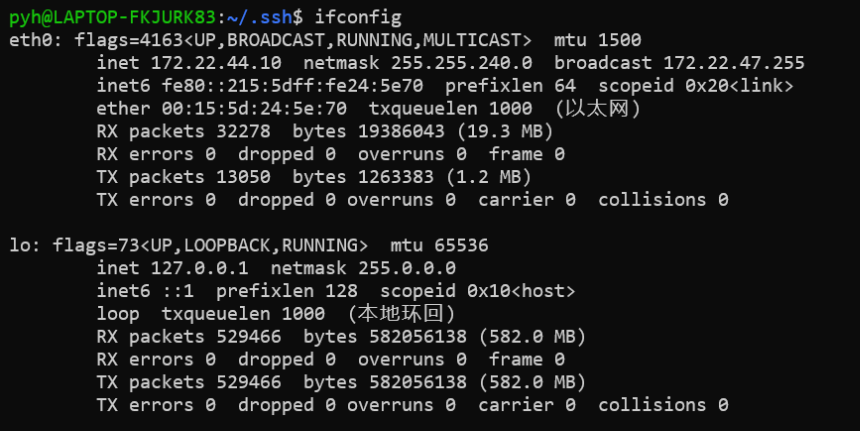 pyh@LAPTOP-FKJURK83:~/.ssh$ ifconfig
eth0: flags=4163<UP,BROADCAST,RUNNING,MULTICAST>  mtu 1500
        inet 172.22.44.10  netmask 255.255.240.0  broadcast 172.22.47.255
        inet6 fe80::215:5dff:fe24:5e70  prefixlen 64  scopeid 0x20<link>
        ether 00:15:5d:24:5e:70  txqueuelen 1000  (以太网)
        RX packets 32278  bytes 19386043 (19.3 MB)
        RX errors 0  dropped 0  overruns 0  frame 0
        TX packets 13050  bytes 1263383 (1.2 MB)
        TX errors 0  dropped 0 overruns 0  carrier 0  collisions 0

lo: flags=73<UP,LOOPBACK,RUNNING>  mtu 65536
        inet 127.0.0.1  netmask 255.0.0.0
        inet6 ::1  prefixlen 128  scopeid 0x10<host>
        loop  txqueuelen 1000  (本地环回)
        RX packets 529466  bytes 582056138 (582.0 MB)
        RX errors 0  dropped 0  overruns 0  frame 0
        TX packets 529466  bytes 582056138 (582.0 MB)
        TX errors 0  dropped 0 overruns 0  carrier 0  collisions 0